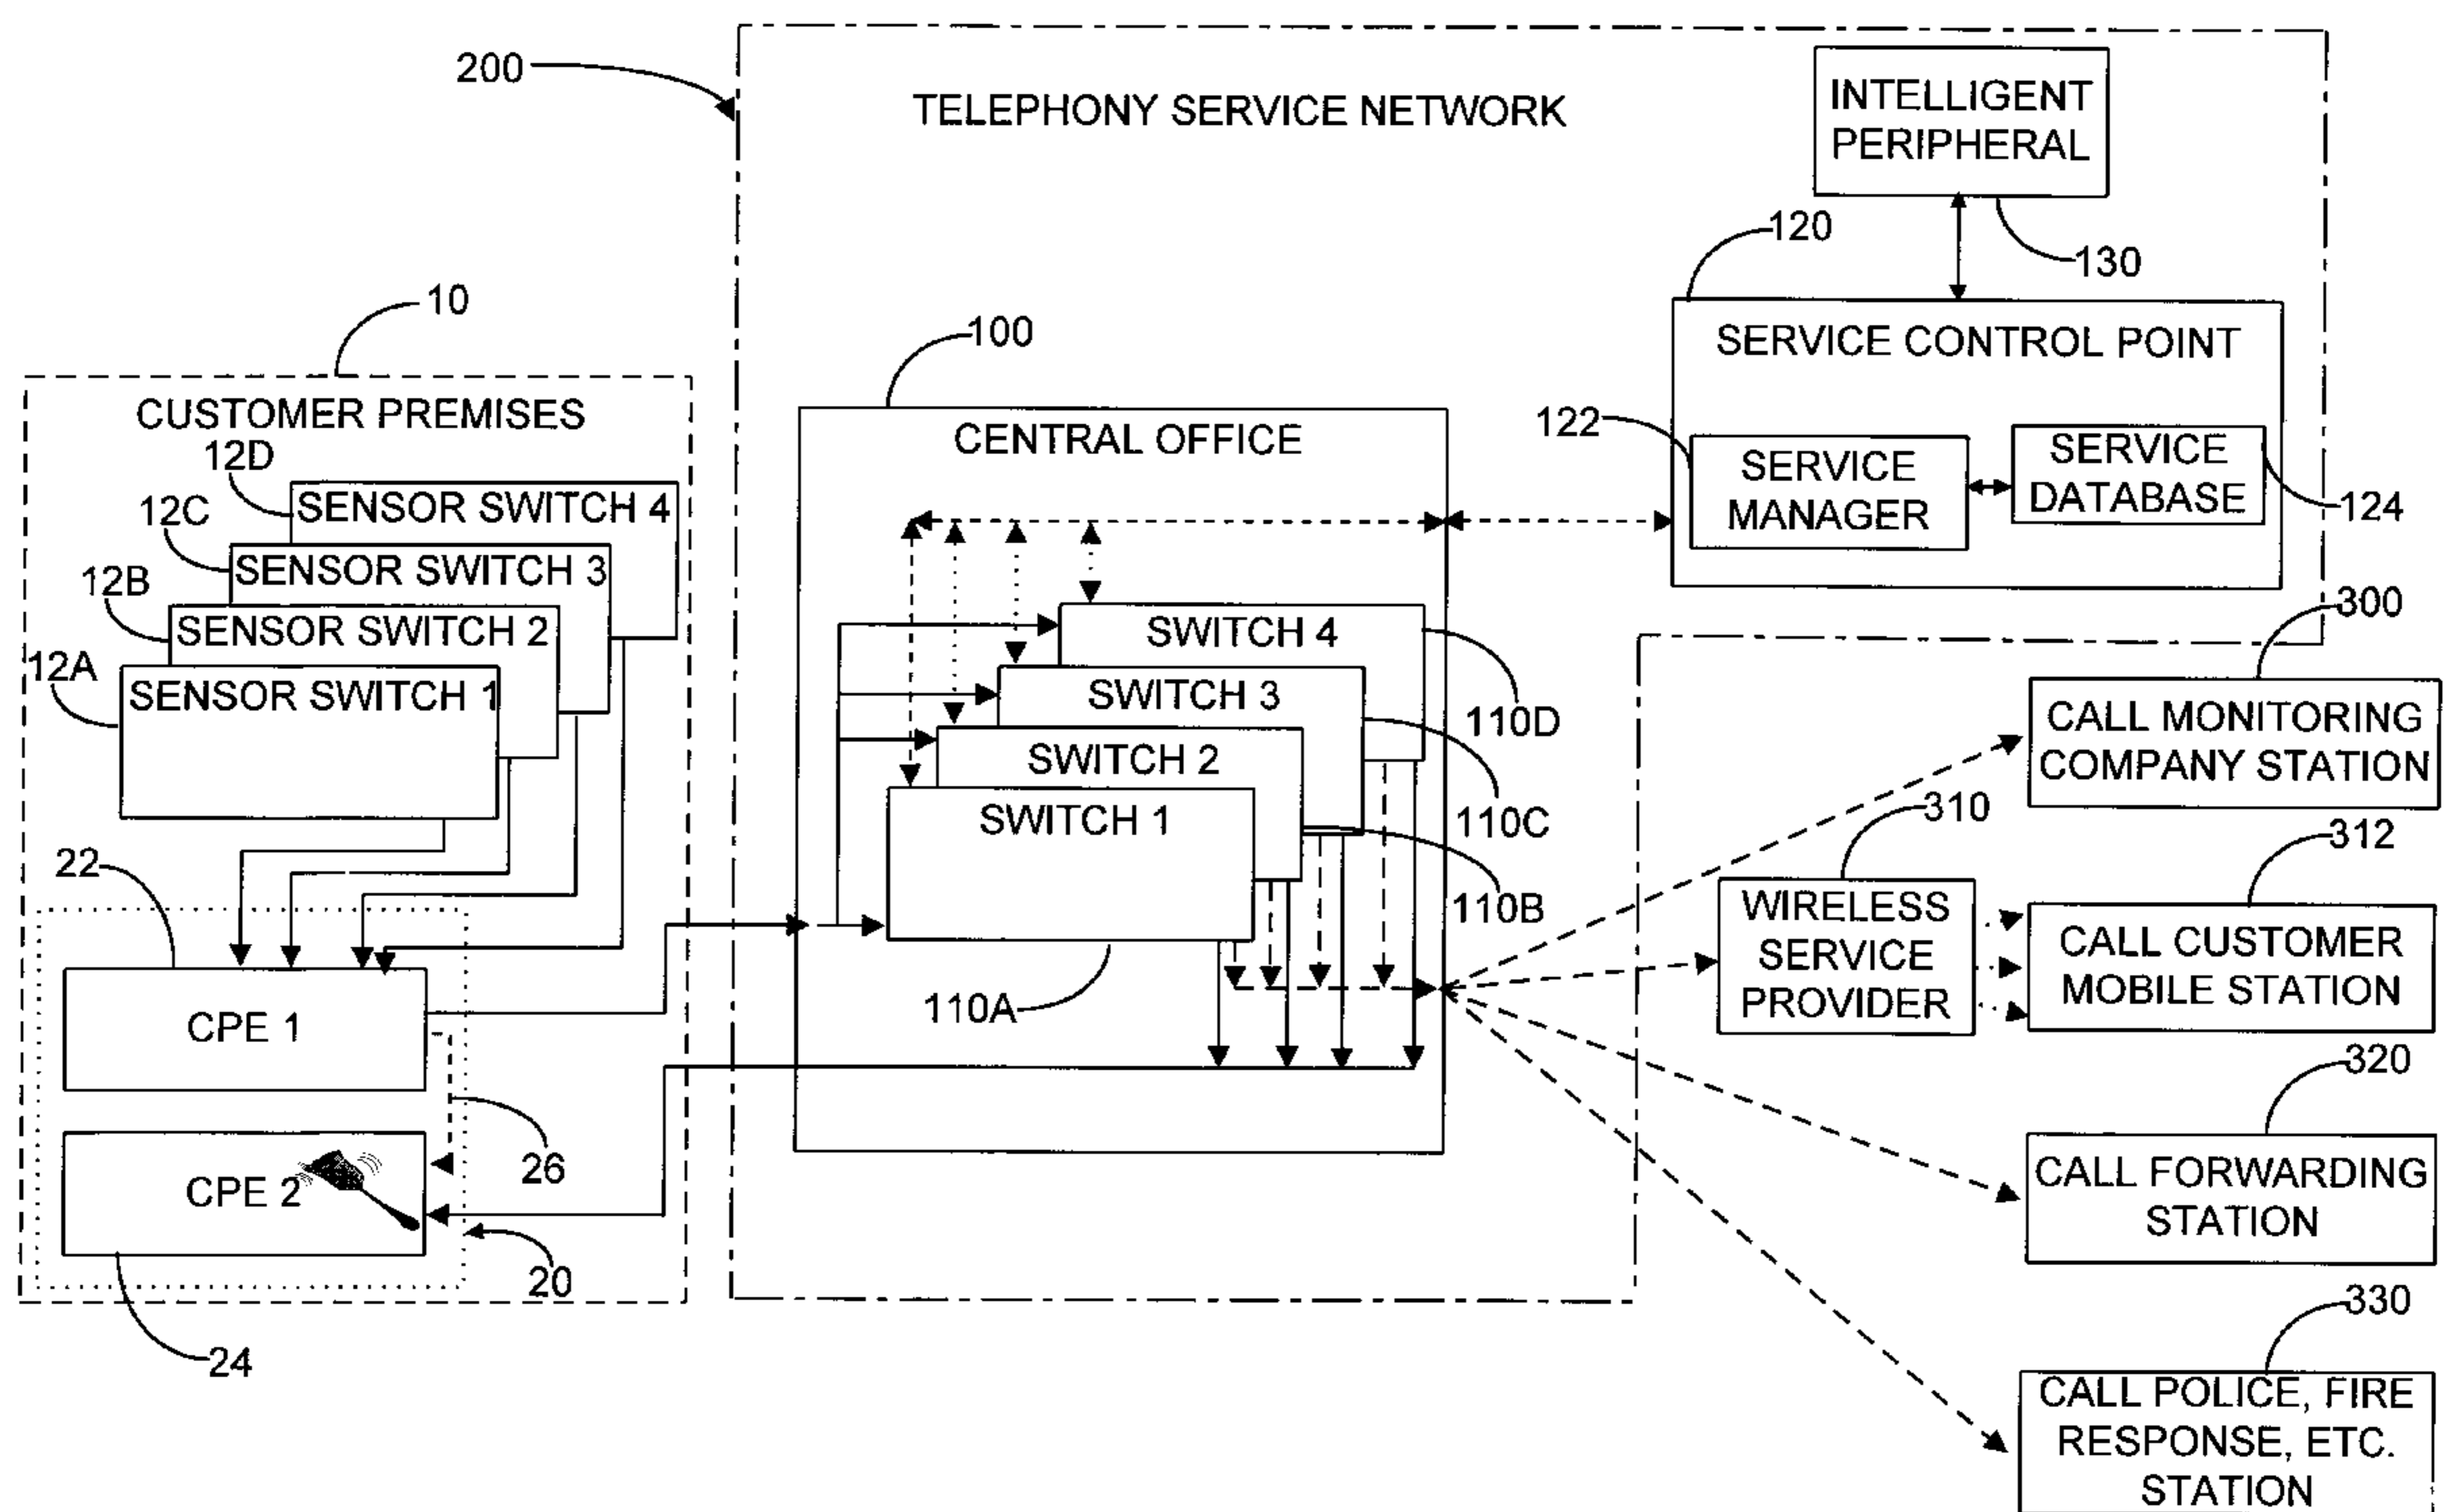 200
TELEPHONY SERVICE NETWORK
INTELLIGENT
PERIPHERAL
120
130
10
100
SERVICE CONTROL POINT
CUSTOMER PREMISES
CENTRAL OFFICE
122
SERVICE
MANAGER
SERVICE
DATABASE
124
12D
SENSOR SWITCH 4
12C
SENSOR SWITCH 3
12B
SENSOR SWITCH 2
12A
SENSOR SWITCH 1
SWITCH 4
SWITCH 3
SWITCH 2
SWITCH 1
110D
110C
110B
110A
300
CALL MONITORING
COMPANY STATION
310
312
WIRELESS
SERVICE
PROVIDER
CALL CUSTOMER
MOBILE STATION
22
CPE 1
26
CPE 2
20
24
320
CALL FORWARDING
STATION
330
CALL POLICE, FIRE
RESPONSE, ETC.
STATION